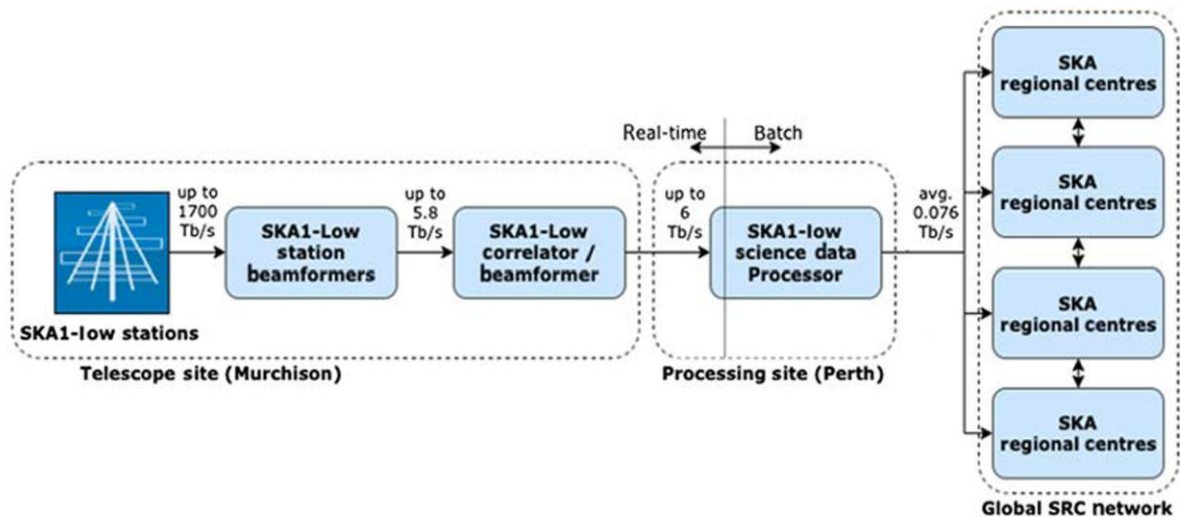 up to
1700
Tb/s
SKA1-low stations
SKA1-Low
station
beamformers
up to
5.8
Tb/s
SKA1-Low
correlator /
beamformer
Telescope site (Murchison)
Real-time
Batch
up to
6
Tb/s
SKA1-low
science data
Processor
Processing site (Perth)
avg.
0.076
Tb/s
SKA
regional centres
SKA
regional centres
SKA
regional centres
SKA
regional centres
Global SRC network